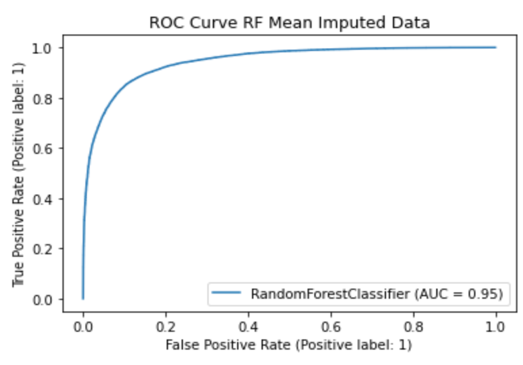 ROC Curve RF Mean Imputed Data
True Positive Rate (Positive label: 1)
1.0
0.8
0.6
0.4
0.2
0.0
RandomForestClassifier (AUC = 0.95)
0.0 0.2 0.4 0.6 0.8 1.0
False Positive Rate (Positive label: 1)